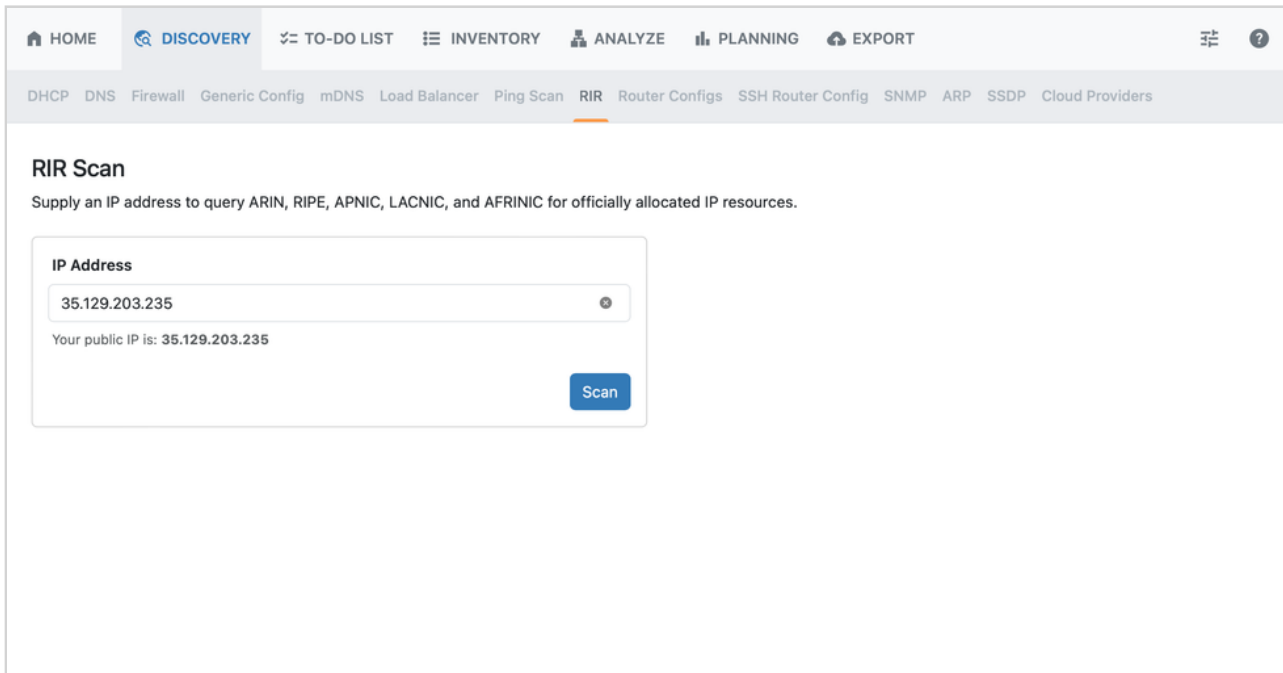 HOME DISCOVERY TO-DO LIST INVENTORY ANALYZE PLANNING EXPORT
DHCP DNS Firewall Generic Config mDNS Load Balancer Ping Scan RIR Router Configs SSH Router Config SNMP ARP SSDP Cloud Providers
RIR Scan
Supply an IP address to query ARIN, RIPE, APNIC, LACNIC, and AFRINIC for officially allocated IP resources.
IP Address
35.129.203.235
Your public IP is: 35.129.203.235
Scan